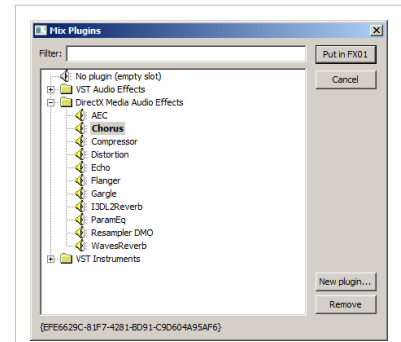 Mix Plugins
Filter:
Put in FX01
No plugin (empty slot)
Cancel
VST Audio Effects
DirectX Media Audio Effects
AEC
Chorus
Compressor
Distortion
Echo
Flanger
Gargle
I3DL2Reverb
ParamEq
Resampler DMO
WavesReverb
VST Instruments
New plugin...
Remove
{EFE6629C-81F7-4281-BD91-C9D604A95AF6}